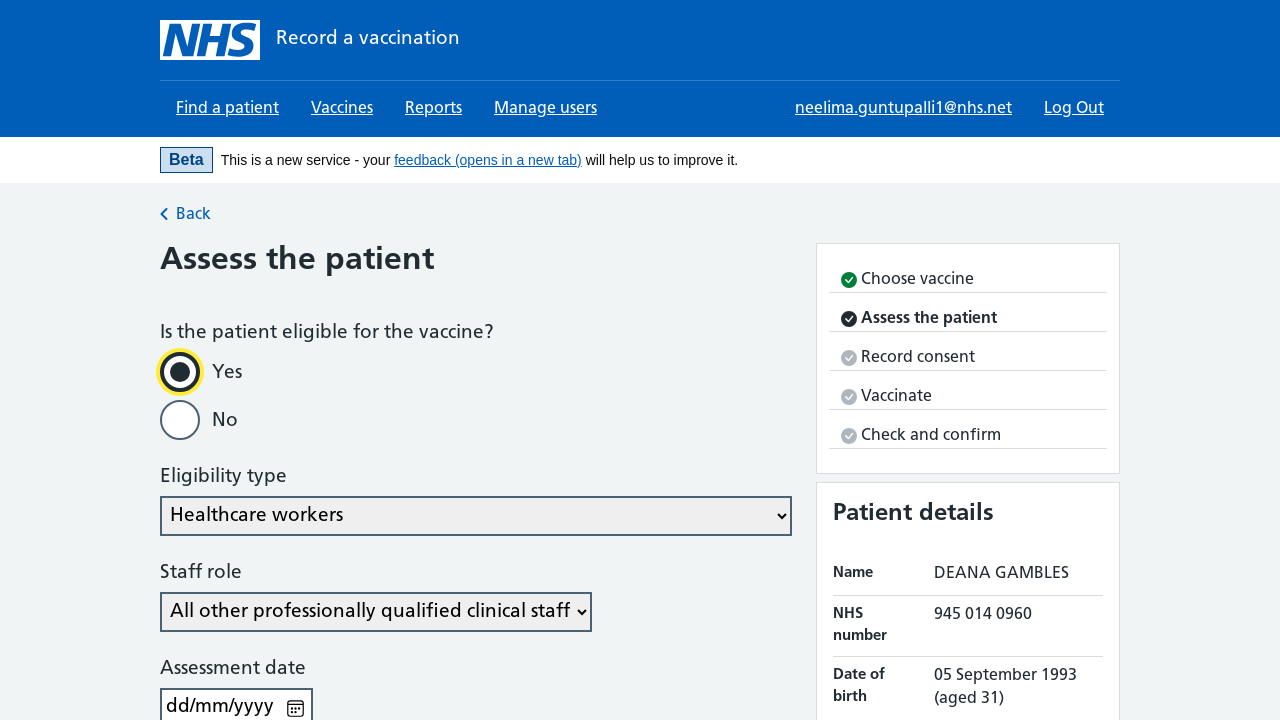 NHS Record a vaccination
Find a patient Vaccines Reports Manage users neelima.guntupalli1@nhs.net Log Out
Beta This is a new service - your feedback (opens in a new tab) will help us to improve it.
Back
Assess the patient
Is the patient eligible for the vaccine?
Yes
No
Eligibility type
Healthcare workers
Staff role
All other professionally qualified clinical staff
Assessment date
dd/mm/yyyy
Choose vaccine
Assess the patient
Record consent
Vaccinate
Check and confirm
Patient details
Name DEANA GAMBLES
NHS number 945 014 0960
Date of birth 05 September 1993 (aged 31)